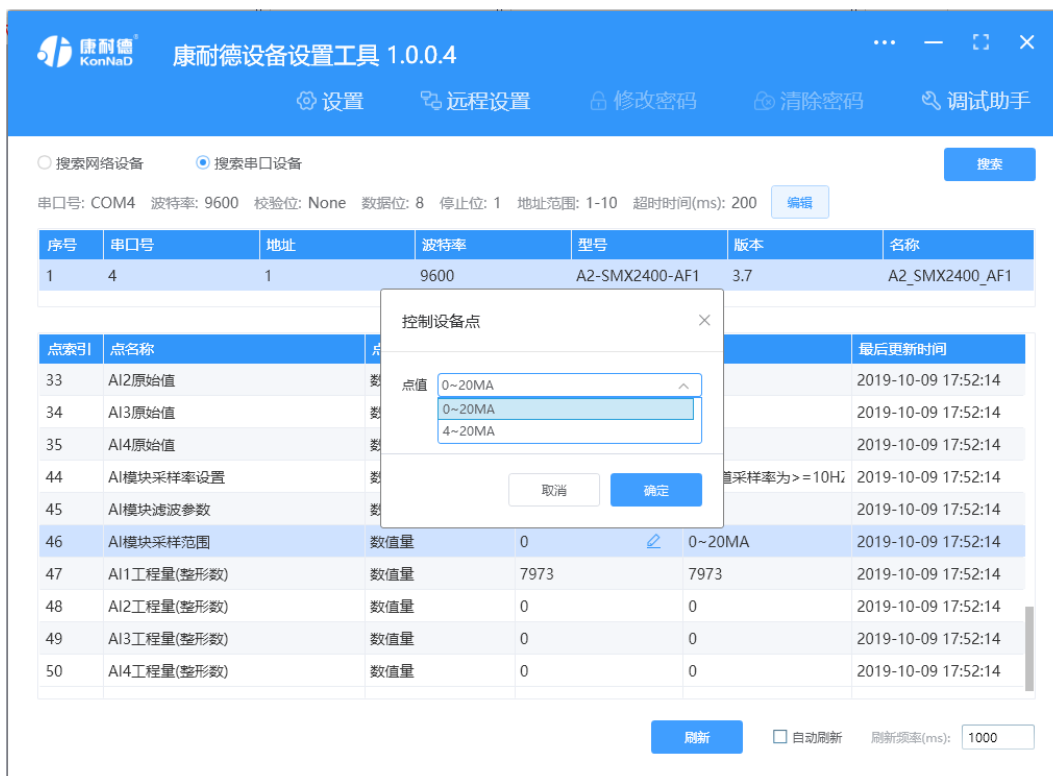 康耐德
KonNaD
康耐德设备设置工具 1.0.0.4
设置 远程设置 修改密码 清除密码 调试助手
搜索网络设备 搜索串口设备 搜索
串口号: COM4 波特率: 9600 校验位: None 数据位: 8 停止位: 1 地址范围: 1-10 超时时间(ms): 200 编辑
序号 串口号 地址 波特率 型号 版本 名称
1 4 1 9600 A2-SMX2400-AF1 3.7 A2_SMX2400_AF1
控制设备点
点值 0~20MA
0~20MA
4~20MA
取消 确定
点索引 点名称 最后更新时间
33 AI2原始值 数 2019-10-09 17:52:14
34 AI3原始值 数 2019-10-09 17:52:14
35 AI4原始值 数 2019-10-09 17:52:14
44 AI模块采样率设置 数 道采样率为>=10HZ 2019-10-09 17:52:14
45 AI模块滤波参数 数 2019-10-09 17:52:14
46 AI模块采样范围 数值量 0 0~20MA 2019-10-09 17:52:14
47 AI1工程量(整形数) 数值量 7973 7973 2019-10-09 17:52:14
48 AI2工程量(整形数) 数值量 0 0 2019-10-09 17:52:14
49 AI3工程量(整形数) 数值量 0 0 2019-10-09 17:52:14
50 AI4工程量(整形数) 数值量 0 0 2019-10-09 17:52:14
刷新 自动刷新 刷新频率(ms): 1000